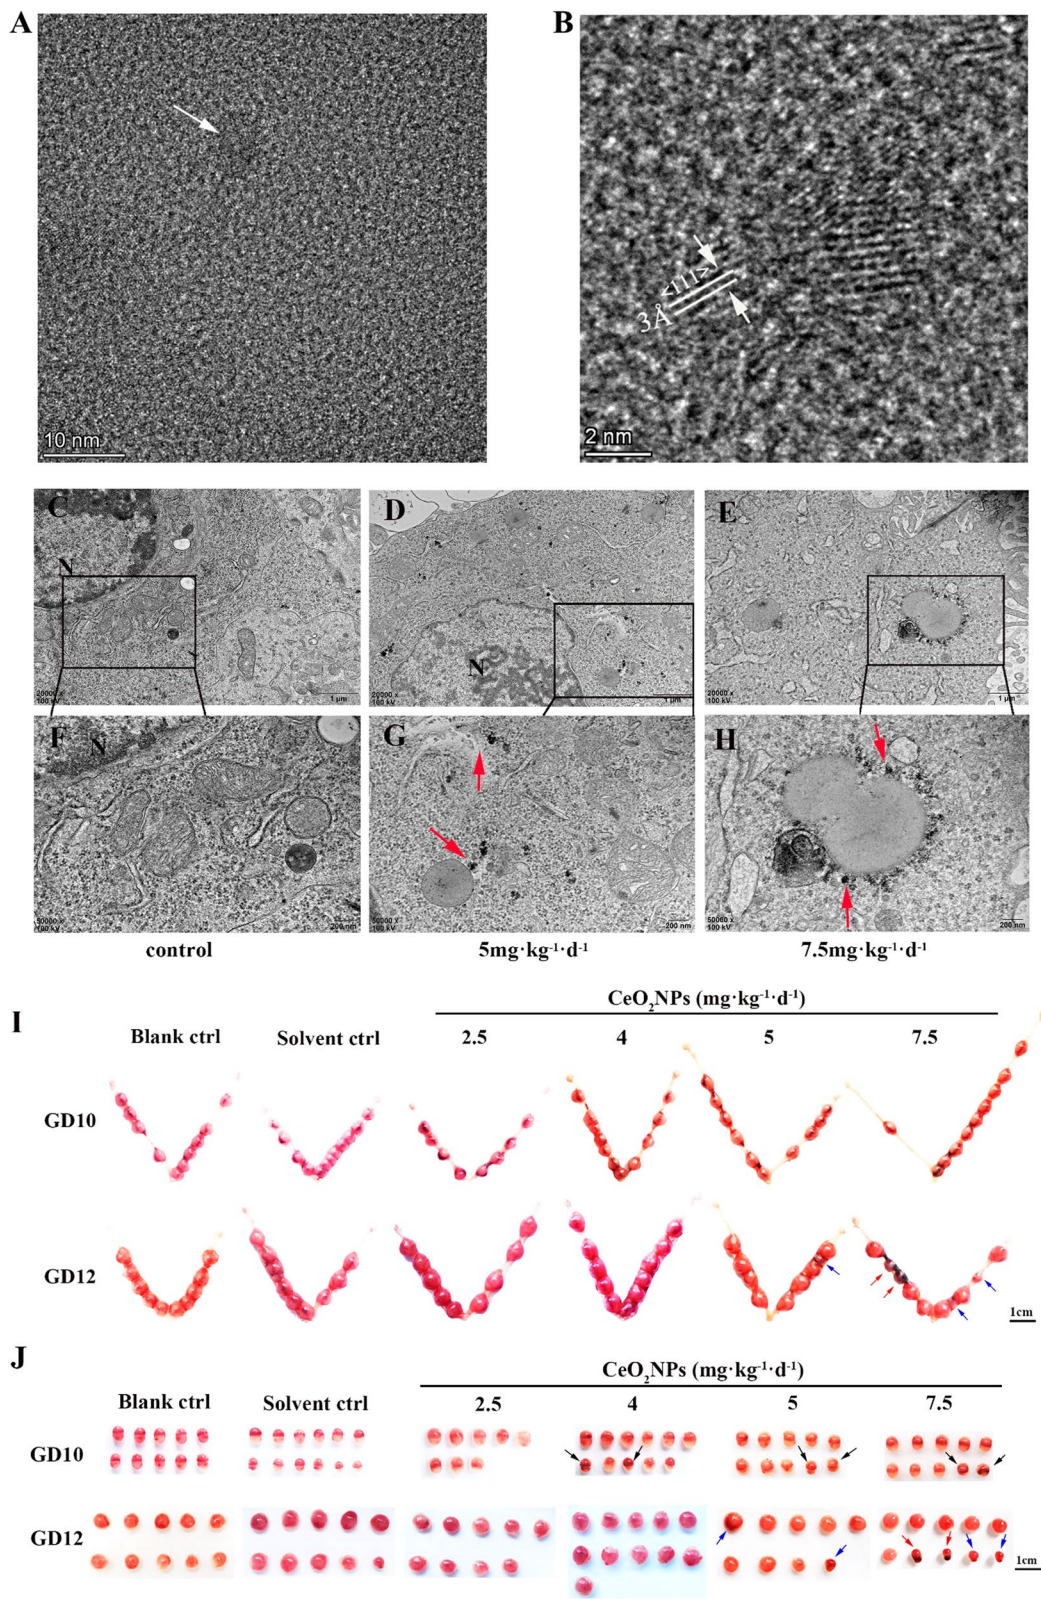 A
B
<111>
3Å
10 nm
2 nm
C
D
E
N
N
20000 x
100 kV
1 μm
20000 x
100 kV
1 μm
20000 x
100 kV
1 μm
F
N
G
H
50000 x
100 kV
200 nm
50000 x
100 kV
200 nm
50000 x
100 kV
200 nm
control
5mg·kg⁻¹·d⁻¹
7.5mg·kg⁻¹·d⁻¹
I
CeO₂NPs (mg·kg⁻¹·d⁻¹)
Blank ctrl
Solvent ctrl
2.5
4
5
7.5
GD10
GD12
1cm
J
CeO₂NPs (mg·kg⁻¹·d⁻¹)
Blank ctrl
Solvent ctrl
2.5
4
5
7.5
GD10
GD12
1cm